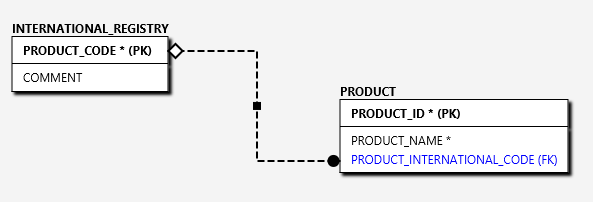 INTERNATIONAL_REGISTRY
PRODUCT_CODE * (PK)
COMMENT
PRODUCT
PRODUCT_ID * (PK)
PRODUCT_NAME *
PRODUCT_INTERNATIONAL_CODE (FK)